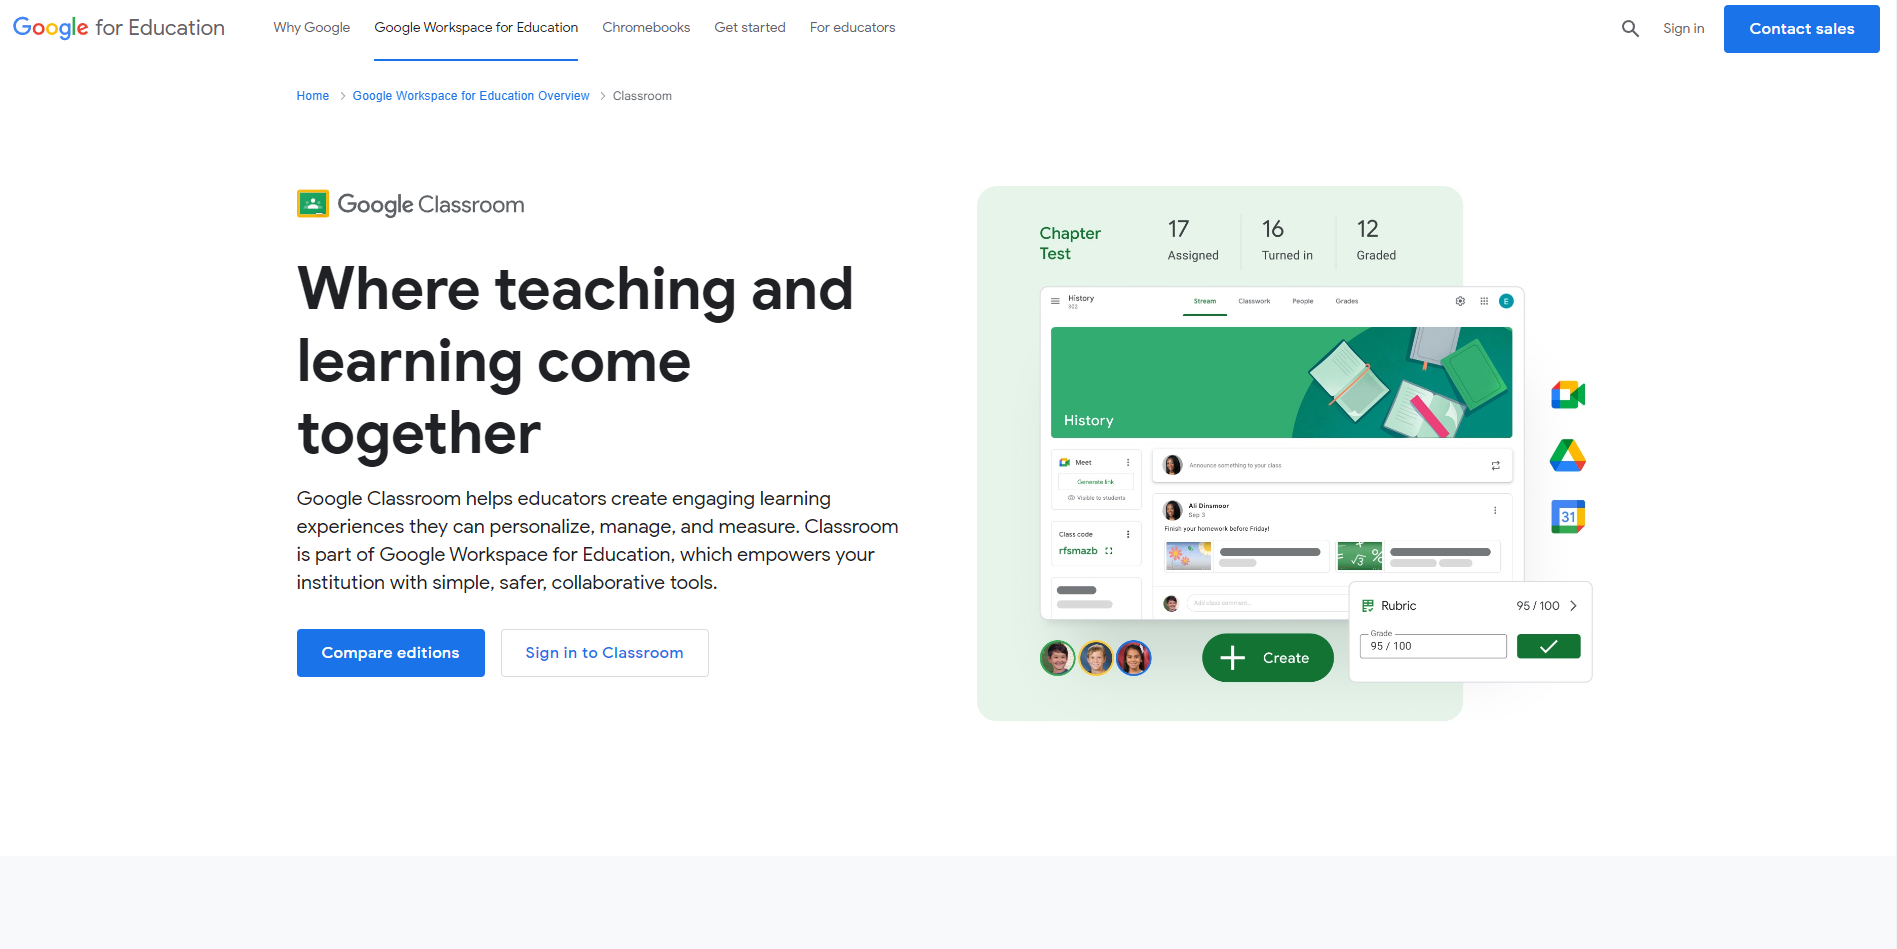 Google for Education
Why Google
Google Workspace for Education
Chromebooks
Get started
For educators
Sign in
Contact sales
Home
Google Workspace for Education Overview
Classroom
Google Classroom
Where teaching and
learning come
together
Google Classroom helps educators create engaging learning
experiences they can personalize, manage, and measure. Classroom
is part of Google Workspace for Education, which empowers your
institution with simple, safer, collaborative tools.
Compare editions
Sign in to Classroom
Chapter
Test
17
Assigned
16
Turned in
12
Graded
History
802
Stream
Classwork
People
Grades
E
History
Meet
Generate link
Visible to students
Class code
rfsmazb
Announce something to your class
Ali Dinsmoor
Sep 3
Finish your homework before Friday!
Add class comment...
31
Rubric
95 / 100
Grade
95 / 100
Create